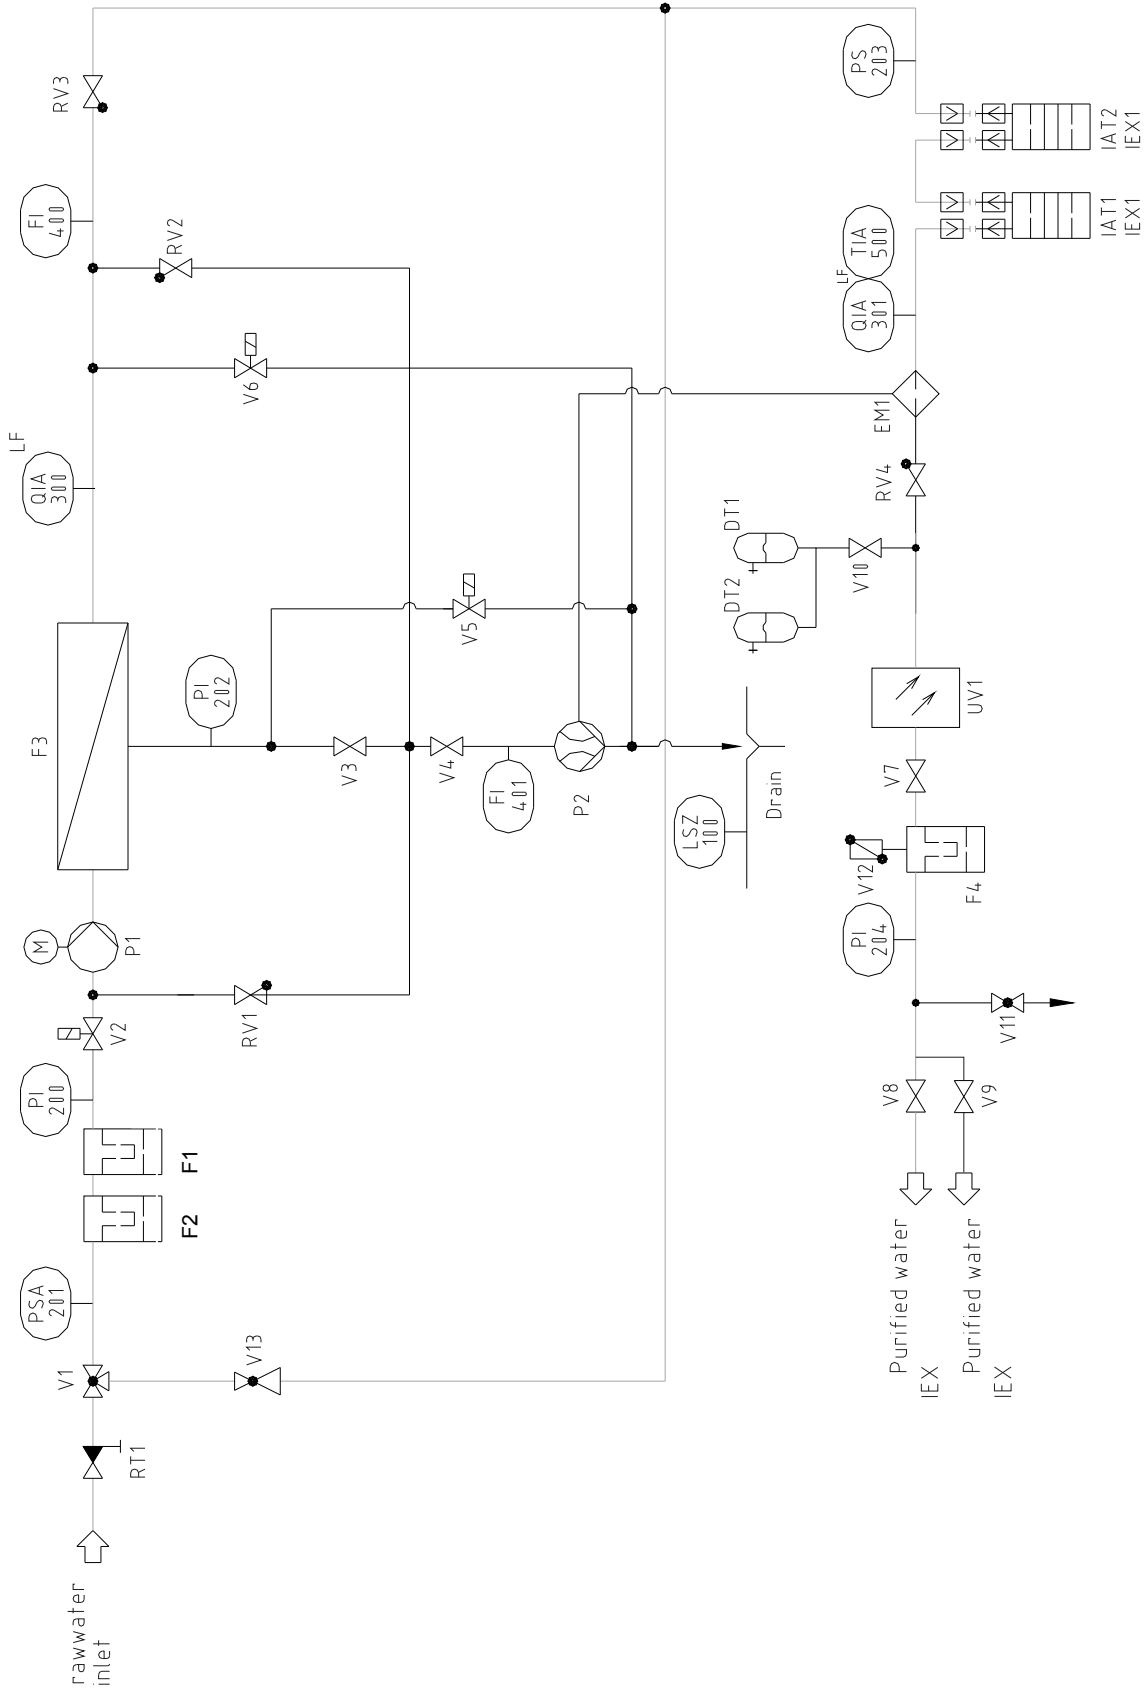 rawwater
inlet
RT1
V1
V13
PSA
201
F2
F1
PI
200
V2
RV1
M
P1
F3
PI
202
V3
V4
FI
401
P2
V5
LF
QIA
300
V6
RV2
FI
400
RV3
LSZ
100
Drain
PS
203
IAT2
IEX1
IAT1
IEX1
TIA
500
LF
QIA
301
EM1
RV4
DT1
DT2
V10
UV1
V7
V12
F4
PI
204
V11
V8
V9
Purified water
IEX
Purified water
IEX